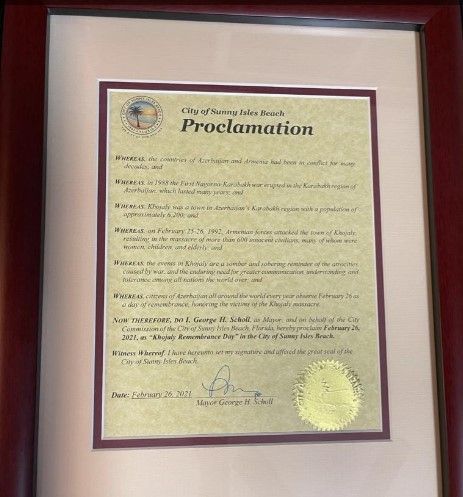 City of Sunny Isles Beach
Proclamation
WHEREAS, the countries of Azerbaijan and Armenia had been in conflict for many
decades; and
WHEREAS, in 1988 the First Nagorno-Karabakh war erupted in the Karabakh region of
Azerbaijan, which lasted many years; and
WHEREAS, Khojaly was a town in Azerbaijan's Karabakh region with a population of
approximately 6,200; and
WHEREAS, on February 25-26, 1992, Armenian forces attacked the town of Khojaly,
resulting in the massacre of more than 600 innocent civilians, many of whom were
women, children, and elderly; and
WHEREAS, the events in Khojaly are a somber and sobering reminder of the atrocities
caused by war, and the enduring need for greater communication, understanding, and
tolerance among all nations the world over; and
WHEREAS, citizens of Azerbaijan all around the world every year observe February 26 as
a day of remembrance, honoring the victims of the Khojaly massacre.
NOW THEREFORE, DO I, George H. Scholl, as Mayor, and on behalf of the City
Commission of the City of Sunny Isles Beach, Florida, hereby proclaim February 26,
2021, as "Khojaly Remembrance Day" in the City of Sunny Isles Beach.
Witness Whereof, I have hereunto set my signature and affixed the great seal of the
City of Sunny Isles Beach.
Date: February 26, 2021
Mayor George H. Scholl